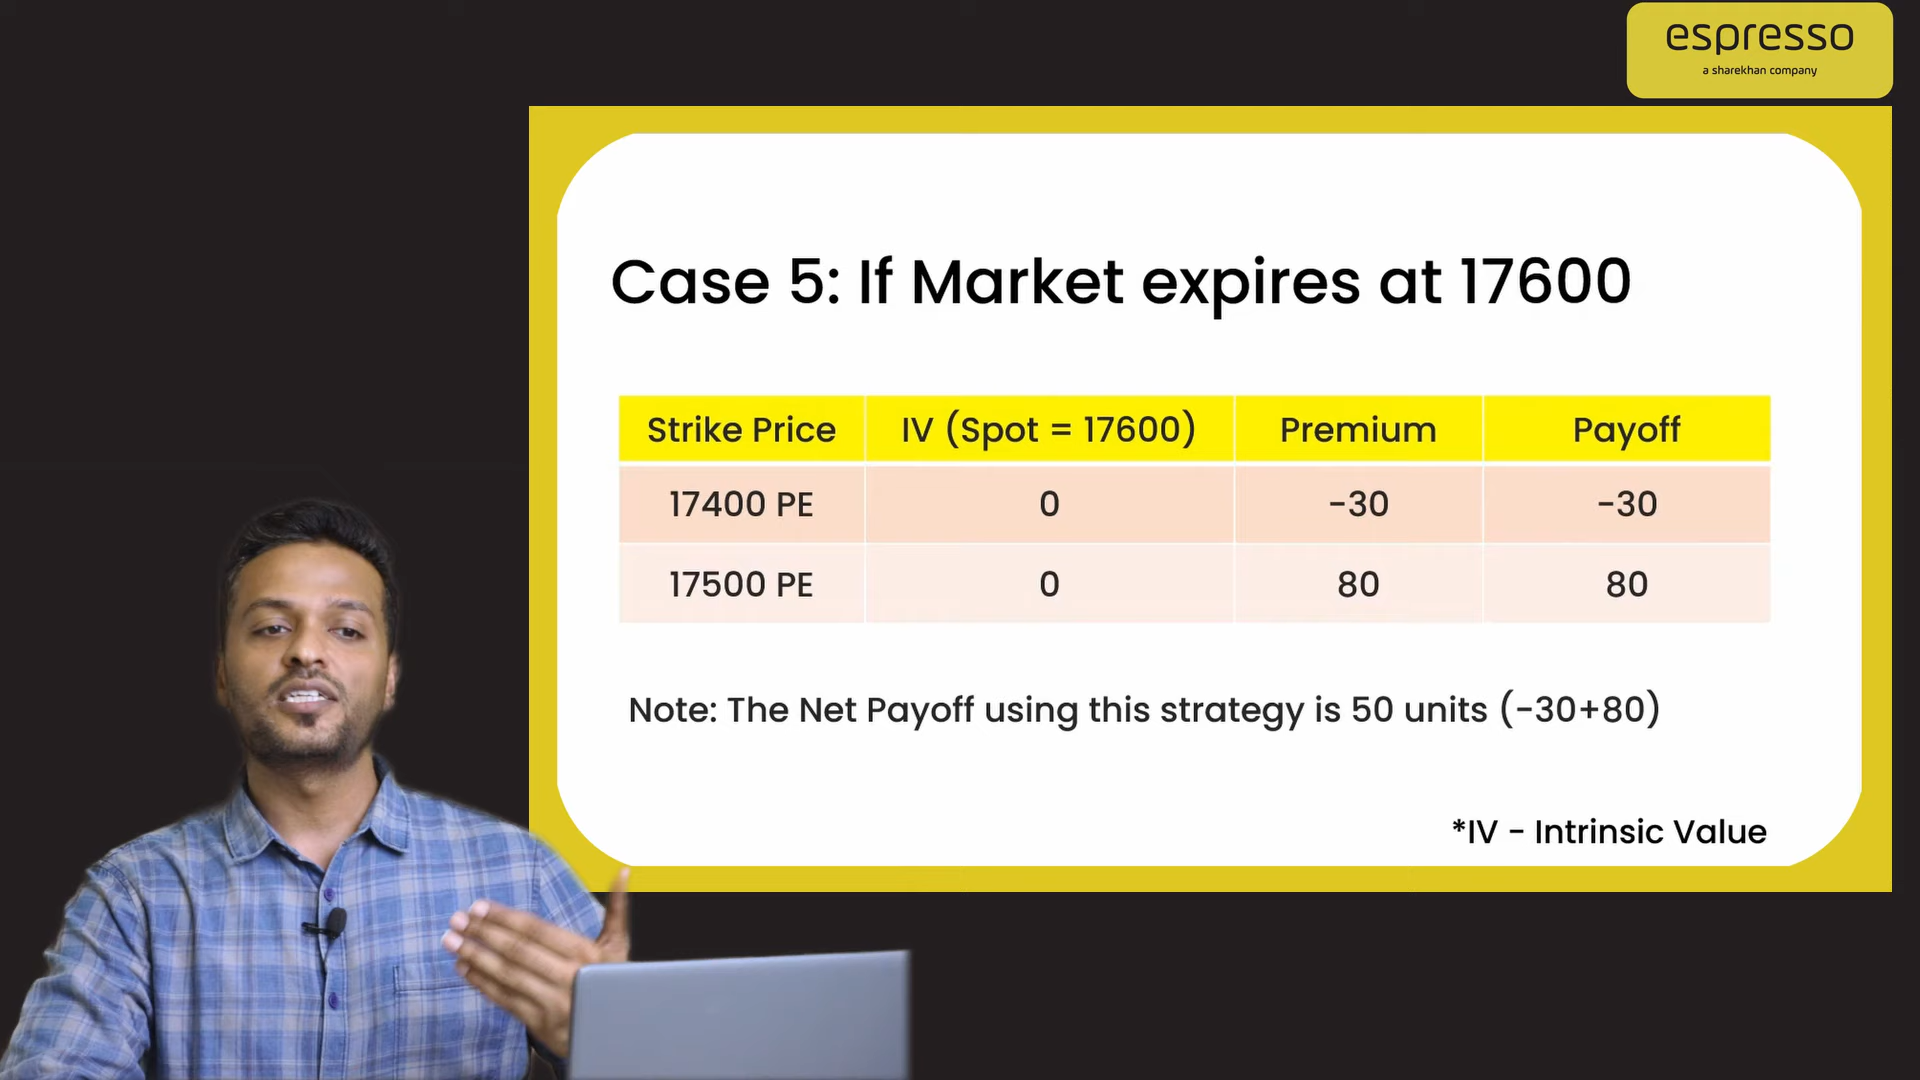 espresso
a sharekhan company
Case 5: If Market expires at 17600
Strike Price IV (Spot = 17600) Premium Payoff
17400 PE 0 -30 -30
17500 PE 0 80 80
Note: The Net Payoff using this strategy is 50 units (-30+80)
*IV - Intrinsic Value